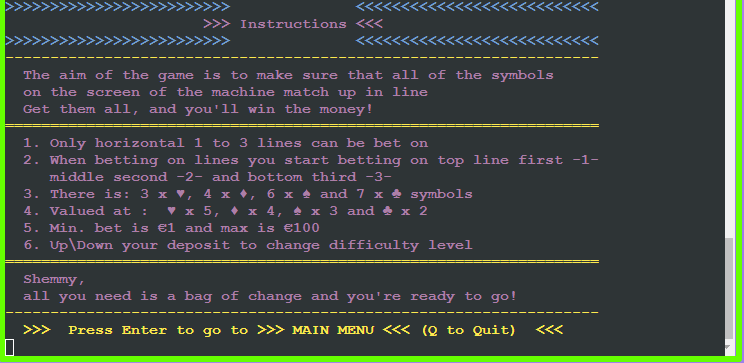 >>>>>>>>>>>>>>>>>>>>>>>>>              <<<<<<<<<<<<<<<<<<<<<<<<<<<
>>> Instructions <<<
>>>>>>>>>>>>>>>>>>>>>>>>>              <<<<<<<<<<<<<<<<<<<<<<<<<<<
------------------------------------------------------------------
The aim of the game is to make sure that all of the symbols
on the screen of the machine match up in line
Get them all, and you'll win the money!
==================================================================
1. Only horizontal 1 to 3 lines can be bet on
2. When betting on lines you start betting on top line first -1-
middle second -2- and bottom third -3-
3. There is: 3 x ♥, 4 x ♦, 6 x ♠ and 7 x ♣ symbols
4. Valued at :  ♥ x 5, ♦ x 4, ♠ x 3 and ♣ x 2
5. Min. bet is €1 and max is €100
6. Up\Down your deposit to change difficulty level
==================================================================
Shemmy,
all you need is a bag of change and you're ready to go!
------------------------------------------------------------------
>>>  Press Enter to go to >>> MAIN MENU <<< (Q to Quit)  <<<